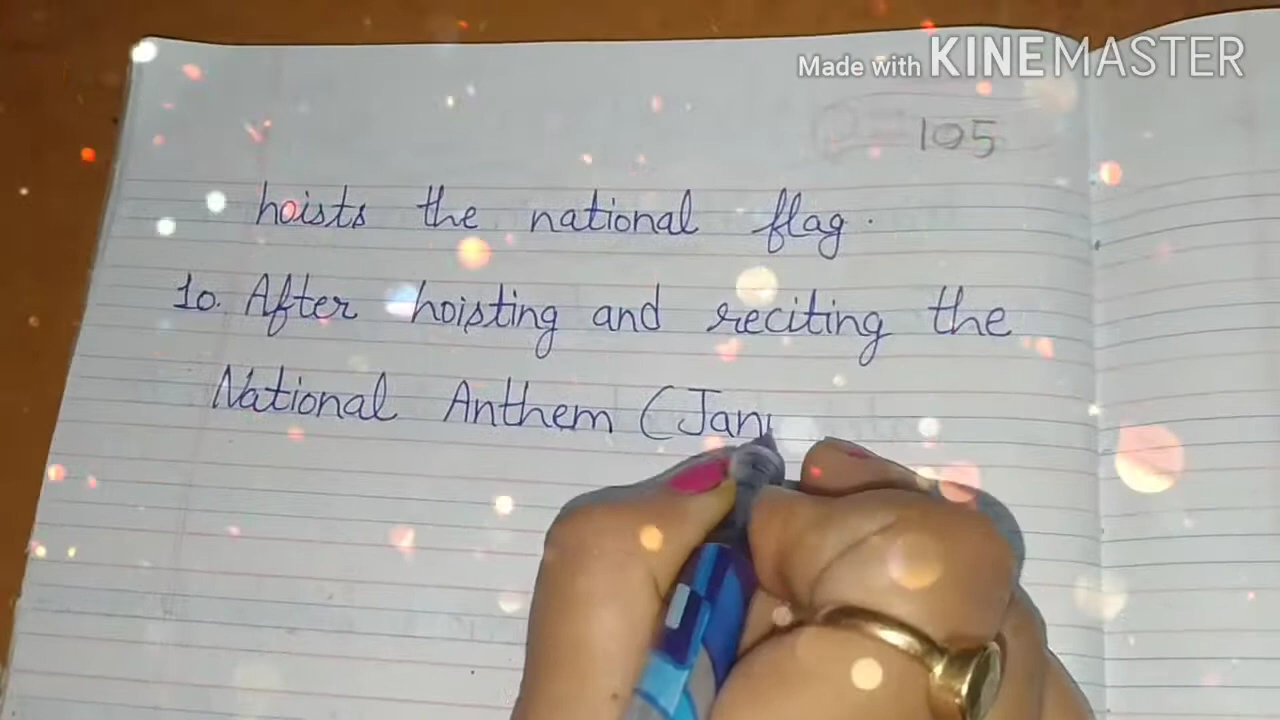 Made with KINEMASTER
105
hoists the national flag.
10. After hoisting and reciting the
National Anthem (Jan